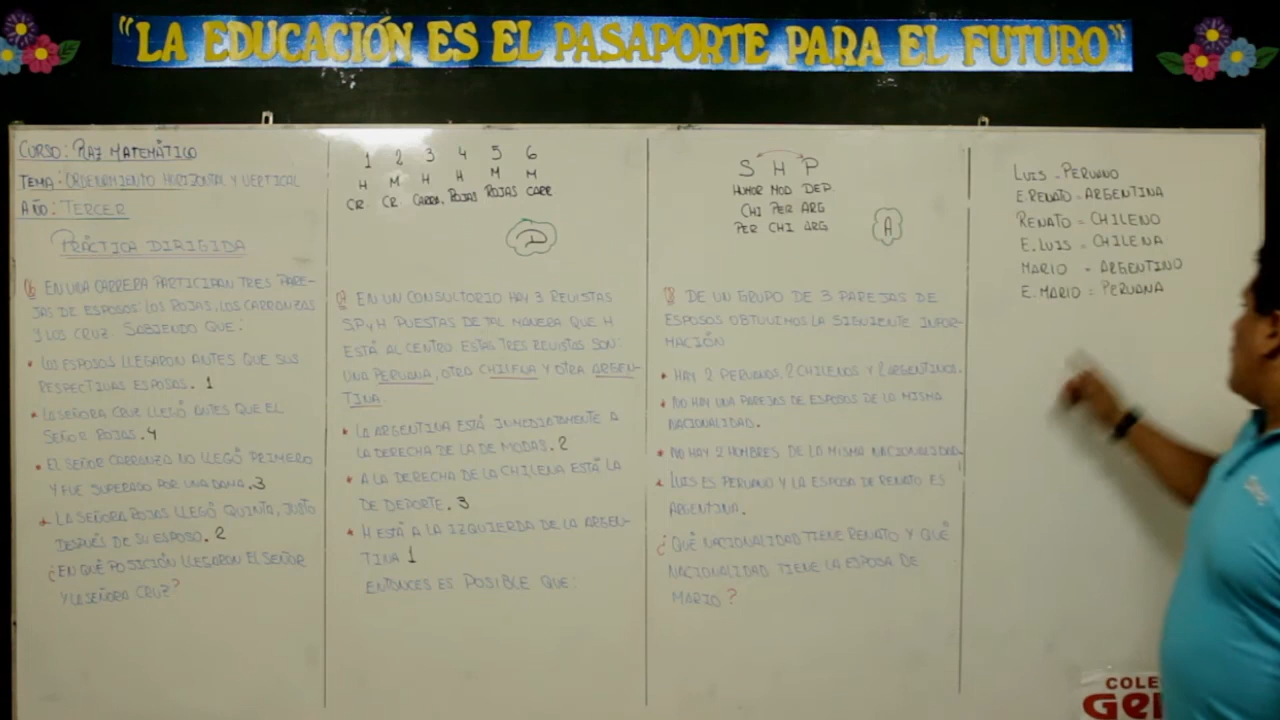 "LA EDUCACIÓN ES EL PASAPORTE PARA EL FUTURO"
CURSO: RAZ MATEMÁTICO
TEMA: ORDENAMIENTO HORIZONTAL Y VERTICAL
AÑO: TERCER
PRÁCTICA DIRIGIDA
EN UNA CARRERA PARTICIPAN TRES PARE-
JAS DE ESPOSOS: LOS ROJAS, LOS CARRANZAS
Y LOS CRUZ. SABIENDO QUE:
* LOS ESPOSOS LLEGARON ANTES QUE SUS
RESPECTIVAS ESPOSAS. 1
* LA SEÑORA CRUZ LLEGÓ ANTES QUE EL
SEÑOR ROJAS. 4
* EL SEÑOR CARRANZA NO LLEGÓ PRIMERO
Y FUE SUPERADO POR UNA DAMA. 3
* LA SEÑORA ROJAS LLEGÓ QUINTA, JUSTO
DESPUÉS DE SU ESPOSO. 2
¿EN QUÉ POSICIÓN LLEGARON EL SEÑOR
Y LA SEÑORA CRUZ?
1 2 3 4 5 6
H M H H M M
CR. CR. CARRA. ROJAS ROJAS CARR
D
EN UN CONSULTORIO HAY 3 REVISTAS
S, P Y H PUESTAS DE TAL MANERA QUE H
ESTÁ AL CENTRO ESTAS TRES REVISTAS SON:
UNA PERUANA, OTRA CHILENA Y OTRA ARGEN-
TINA.
* LA ARGENTINA ESTÁ INMEDIATAMENTE A
LA DERECHA DE LA DE MODAS. 2
* A LA DERECHA DE LA CHILENA ESTÁ LA
DE DEPORTE. 3
* H ESTÁ A LA IZQUIERDA DE LA ARGEN-
TINA 1
ENTONCES ES POSIBLE QUE:
S H P
HUMOR MOD DEP
CHI PER ARG
PER CHI ARG
A
DE UN GRUPO DE 3 PAREJAS DE
ESPOSOS OBTUVIMOS LA SIGUIENTE INFOR-
MACIÓN
* HAY 2 PERUANOS, 2 CHILENOS Y 2 ARGENTINOS.
* NO HAY UNA PAREJAS DE ESPOSOS DE LA MISMA
NACIONALIDAD.
* NO HAY 2 HOMBRES DE LA MISMA NACIONALIDAD
* LUIS ES PERUANO Y LA ESPOSA DE RENATO ES
ARGENTINA.
¿QUÉ NACIONALIDAD TIENE RENATO Y QUÉ
NACIONALIDAD TIENE LA ESPOSA DE
MARIO?
LUIS = PERUANO
E. RENATO = ARGENTINA
RENATO = CHILENO
E. LUIS = CHILENA
MARIO = ARGENTINO
E. MARIO = PERUANA
COLE